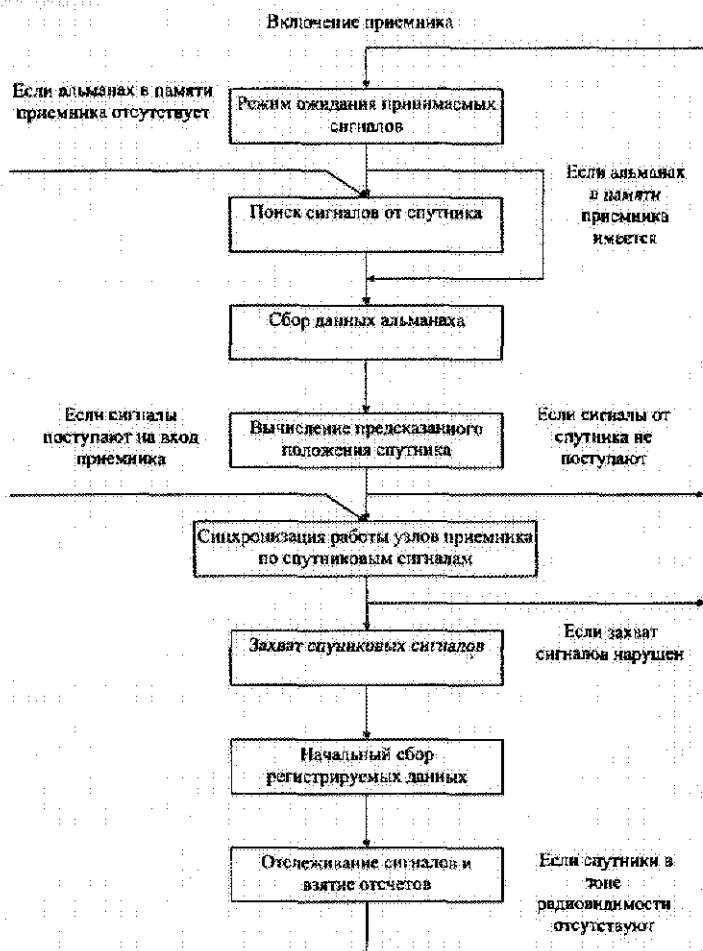 Включение приемника
Если альманах в памяти
приемника отсутствует
Режим ожидания принимаемых
сигналов
Если альманах
в памяти
приемника
имеется
Поиск сигналов от спутника
Сбор данных альманаха
Если сигналы
поступают на вход
приемника
Вычисление предсказанного
положения спутника
Если сигналы от
спутника не
поступают
Синхронизация работы узлов приемника
по спутниковым сигналам
Захват спуниковых сигналов
Если захват
сигналов нарушен
Начальный сбор
регистрируемых данных
Отслеживание сигналов и
взятие отсчетов
Если спутники в
зоне
радиовидимости
отсутствуют